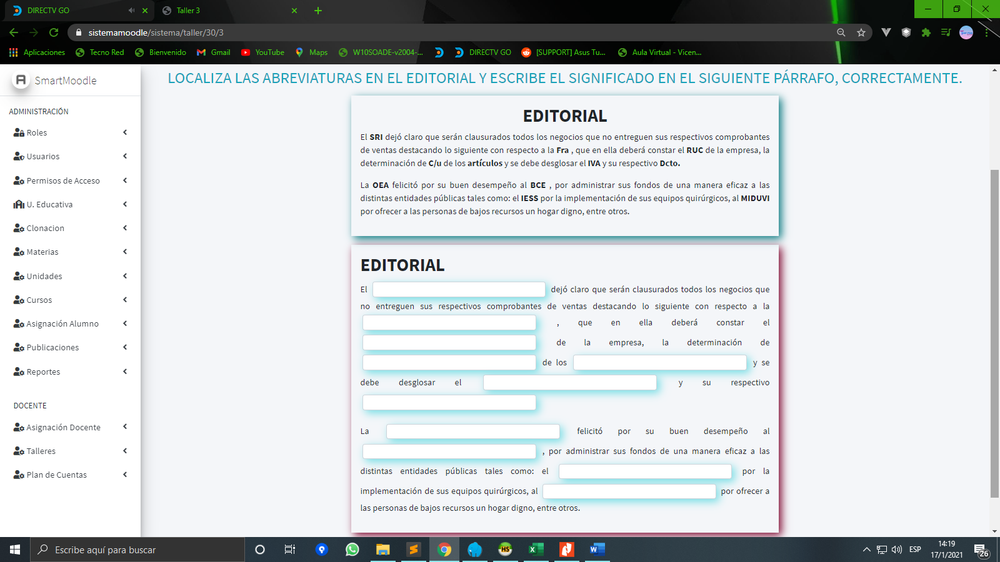 DIRECTV GO
Taller 3
sistemamoodle/sistema/taller/30/3
Aplicaciones
Tecno Red
Bienvenido
Gmail
YouTube
Maps
W10SOADE-v2004-...
DIRECTV GO
[SUPPORT] Asus Tu...
Aula Virtual - Vicen...
SmartMoodle
ADMINISTRACIÓN
Roles
Usuarios
Permisos de Acceso
U. Educativa
Clonacion
Materias
Unidades
Cursos
Asignación Alumno
Publicaciones
Reportes
DOCENTE
Asignación Docente
Talleres
Plan de Cuentas
LOCALIZA LAS ABREVIATURAS EN EL EDITORIAL Y ESCRIBE EL SIGNIFICADO EN EL SIGUIENTE PÁRRAFO, CORRECTAMENTE.
EDITORIAL
El SRI dejó claro que serán clausurados todos los negocios que no entreguen sus respectivos comprobantes
de ventas destacando lo siguiente con respecto a la Fra , que en ella deberá constar el RUC de la empresa, la
determinación de C/u de los artículos y se debe desglosar el IVA y su respectivo Dcto.
La OEA felicitó por su buen desempeño al BCE , por administrar sus fondos de una manera eficaz a las
distintas entidades públicas tales como: el IESS por la implementación de sus equipos quirúrgicos, al MIDUVI
por ofrecer a las personas de bajos recursos un hogar digno, entre otros.
EDITORIAL
El dejó claro que serán clausurados todos los negocios que
no entreguen sus respectivos comprobantes de ventas destacando lo siguiente con respecto a la
, que en ella deberá constar el
de la empresa, la determinación de
de los y se
debe desglosar el y su respectivo
La felicitó por su buen desempeño al
, por administrar sus fondos de una manera eficaz a las
distintas entidades públicas tales como: el por la
implementación de sus equipos quirúrgicos, al por ofrecer a
las personas de bajos recursos un hogar digno, entre otros.
Escribe aquí para buscar
ESP
14:19
17/1/2021
26